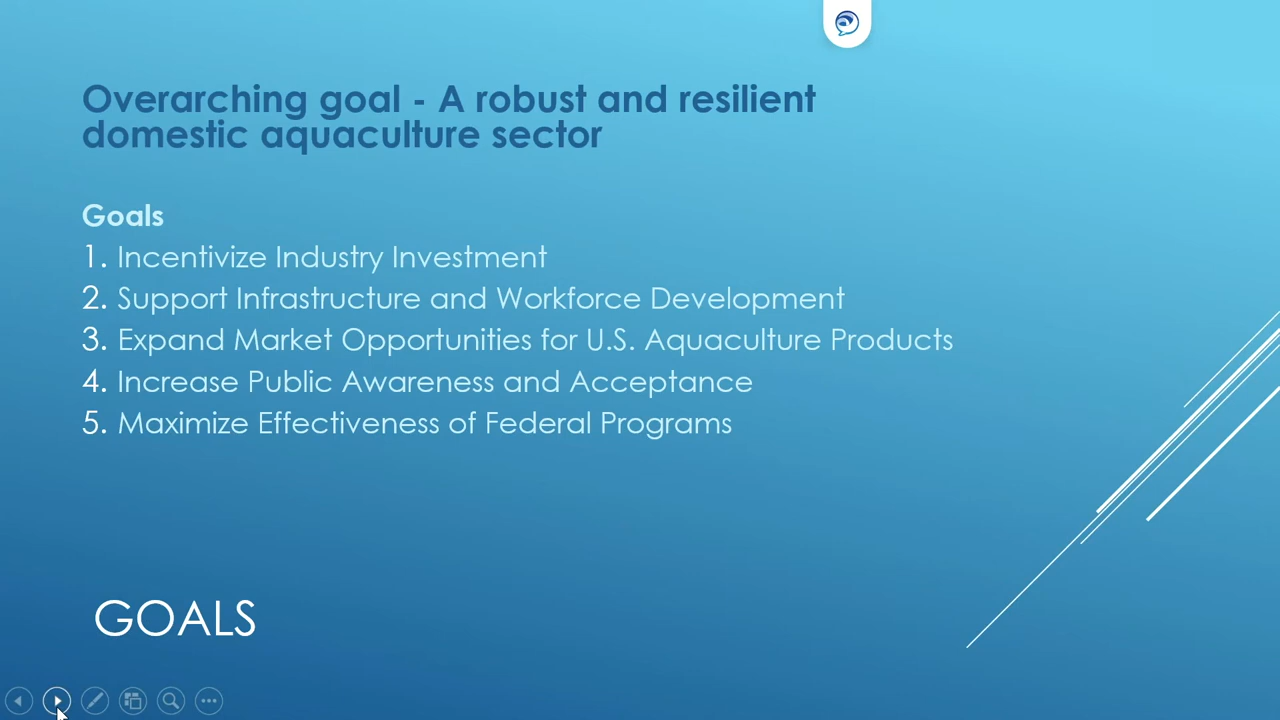 Overarching goal - A robust and resilient
domestic aquaculture sector
Goals
1. Incentivize Industry Investment
2. Support Infrastructure and Workforce Development
3. Expand Market Opportunities for U.S. Aquaculture Products
4. Increase Public Awareness and Acceptance
5. Maximize Effectiveness of Federal Programs
GOALS